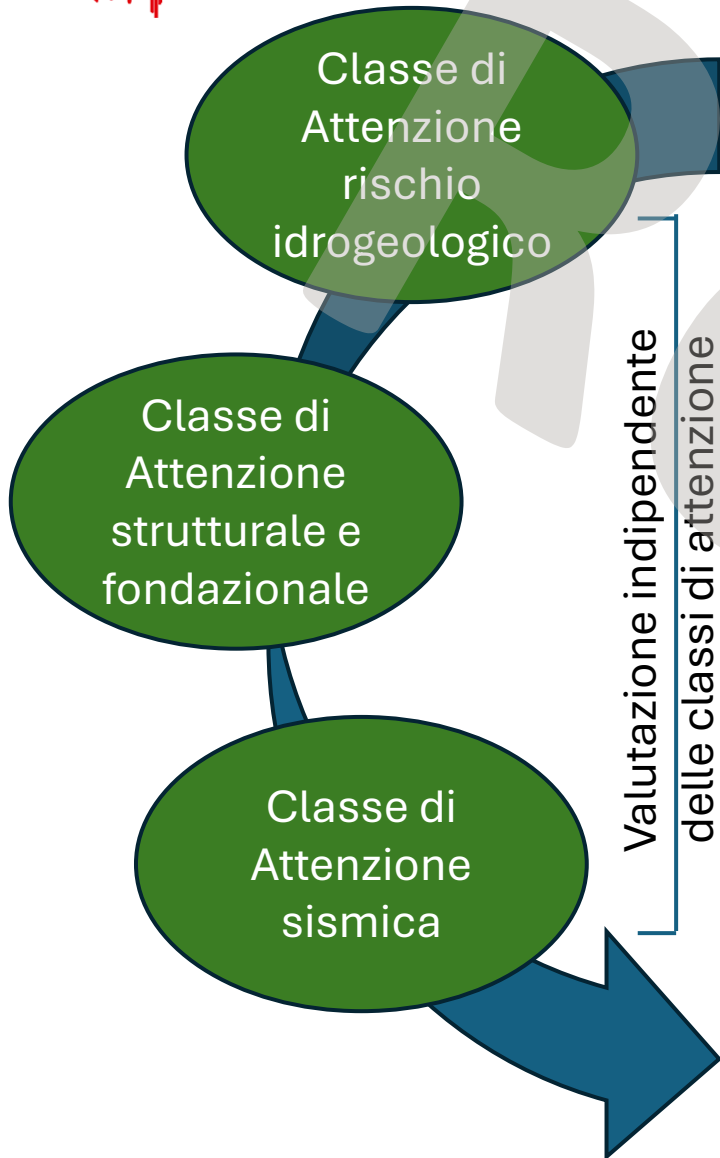 Classe di
Attenzione
rischio
idrogeologico
Classe di
Attenzione
strutturale e
fondazionale
Classe di
Attenzione
sismica
Valutazione indipendente
delle classi di attenzione